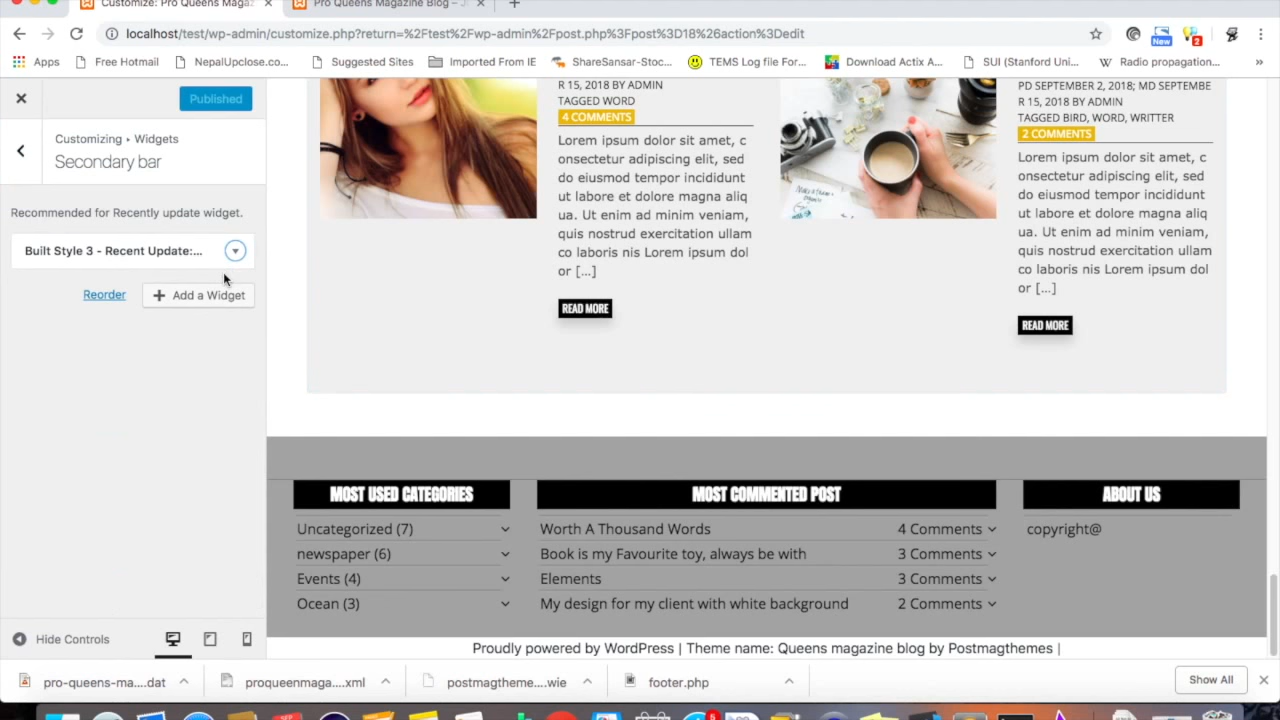 Customize: Pro Queens Magaz
Pro Queens Magazine Blog –
localhost/test/wp-admin/customize.php?return=%2Ftest%2Fwp-admin%2Fpost.php%3Fpost%3D18%26action%3Dedit
New
2
Apps
Free Hotmail
NepalUpclose.co...
Suggested Sites
Imported From IE
ShareSansar-Stoc...
TEMS Log file For...
Download Actix A...
SUI (Stanford Uni...
Radio propagation...
»
Published
Customizing ▸ Widgets
Secondary bar
Recommended for Recently update widget.
Built Style 3 - Recent Update:...
Reorder
Add a Widget
Hide Controls
R 15, 2018 BY ADMIN
TAGGED WORD
4 COMMENTS
Lorem ipsum dolor sit amet, c
onsectetur adipiscing elit, sed
do eiusmod tempor incididunt
ut labore et dolore magna aliq
ua. Ut enim ad minim veniam,
quis nostrud exercitation ullam
co laboris nis Lorem ipsum dol
or [...]
READ MORE
PD SEPTEMBER 2, 2018; MD SEPTEMBE
R 15, 2018 BY ADMIN
TAGGED BIRD, WORD, WRITTER
2 COMMENTS
Lorem ipsum dolor sit amet, c
onsectetur adipiscing elit, sed
do eiusmod tempor incididunt
ut labore et dolore magna aliq
ua. Ut enim ad minim veniam,
quis nostrud exercitation ullam
co laboris nis Lorem ipsum dol
or [...]
READ MORE
MOST USED CATEGORIES
Uncategorized (7)
newspaper (6)
Events (4)
Ocean (3)
MOST COMMENTED POST
Worth A Thousand Words 4 Comments
Book is my Favourite toy, always be with 3 Comments
Elements 3 Comments
My design for my client with white background 2 Comments
ABOUT US
copyright@
Proudly powered by WordPress | Theme name: Queens magazine blog by Postmagthemes |
pro-queens-ma....dat
proqueenmaga....xml
postmagtheme....wie
footer.php
Show All